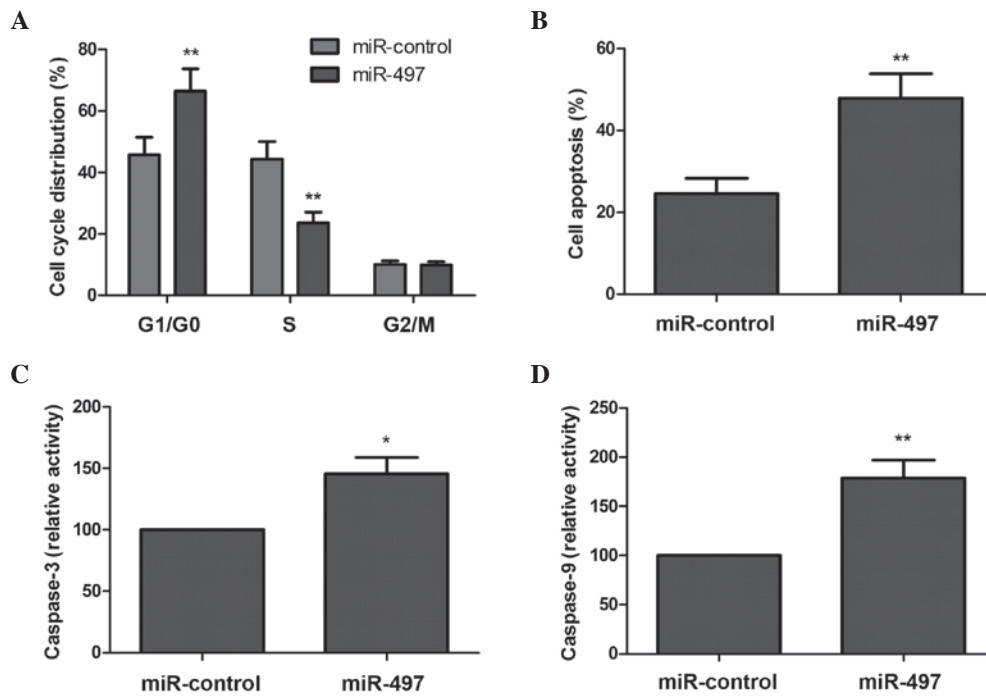 A
Cell cycle distribution (%)
80
60
40
20
0
**
**
miR-control
miR-497
G1/G0 S G2/M
B
Cell apoptosis (%)
60
40
20
0
**
miR-control miR-497
C
Caspase-3 (relative activity)
200
150
100
50
0
*
miR-control miR-497
D
Caspase-9 (relative activity)
250
200
150
100
50
0
**
miR-control miR-497